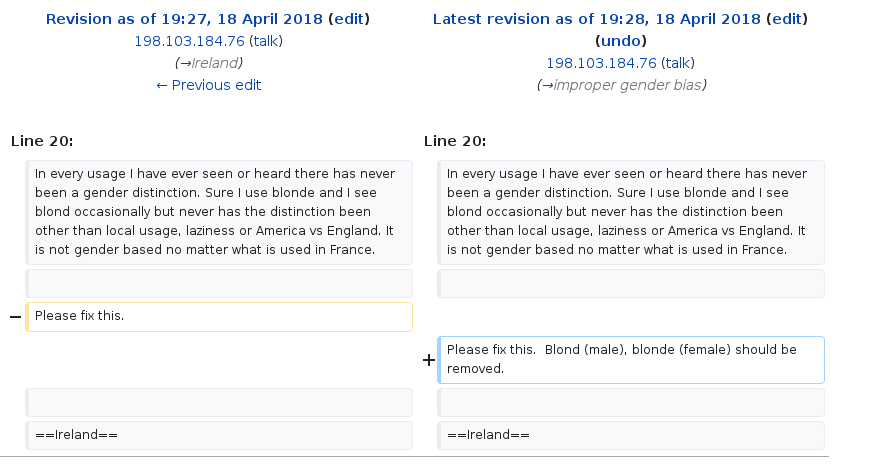 Revision as of 19:27, 18 April 2018 (edit)
198.103.184.76 (talk)
(→Ireland)
← Previous edit
Latest revision as of 19:28, 18 April 2018 (edit)
(undo)
198.103.184.76 (talk)
(→improper gender bias)
Line 20:
Line 20:
In every usage I have ever seen or heard there has never
been a gender distinction. Sure I use blonde and I see
blond occasionally but never has the distinction been
other than local usage, laziness or America vs England. It
is not gender based no matter what is used in France.
In every usage I have ever seen or heard there has never
been a gender distinction. Sure I use blonde and I see
blond occasionally but never has the distinction been
other than local usage, laziness or America vs England. It
is not gender based no matter what is used in France.
− Please fix this.
+ Please fix this.  Blond (male), blonde (female) should be
removed.
==Ireland==
==Ireland==